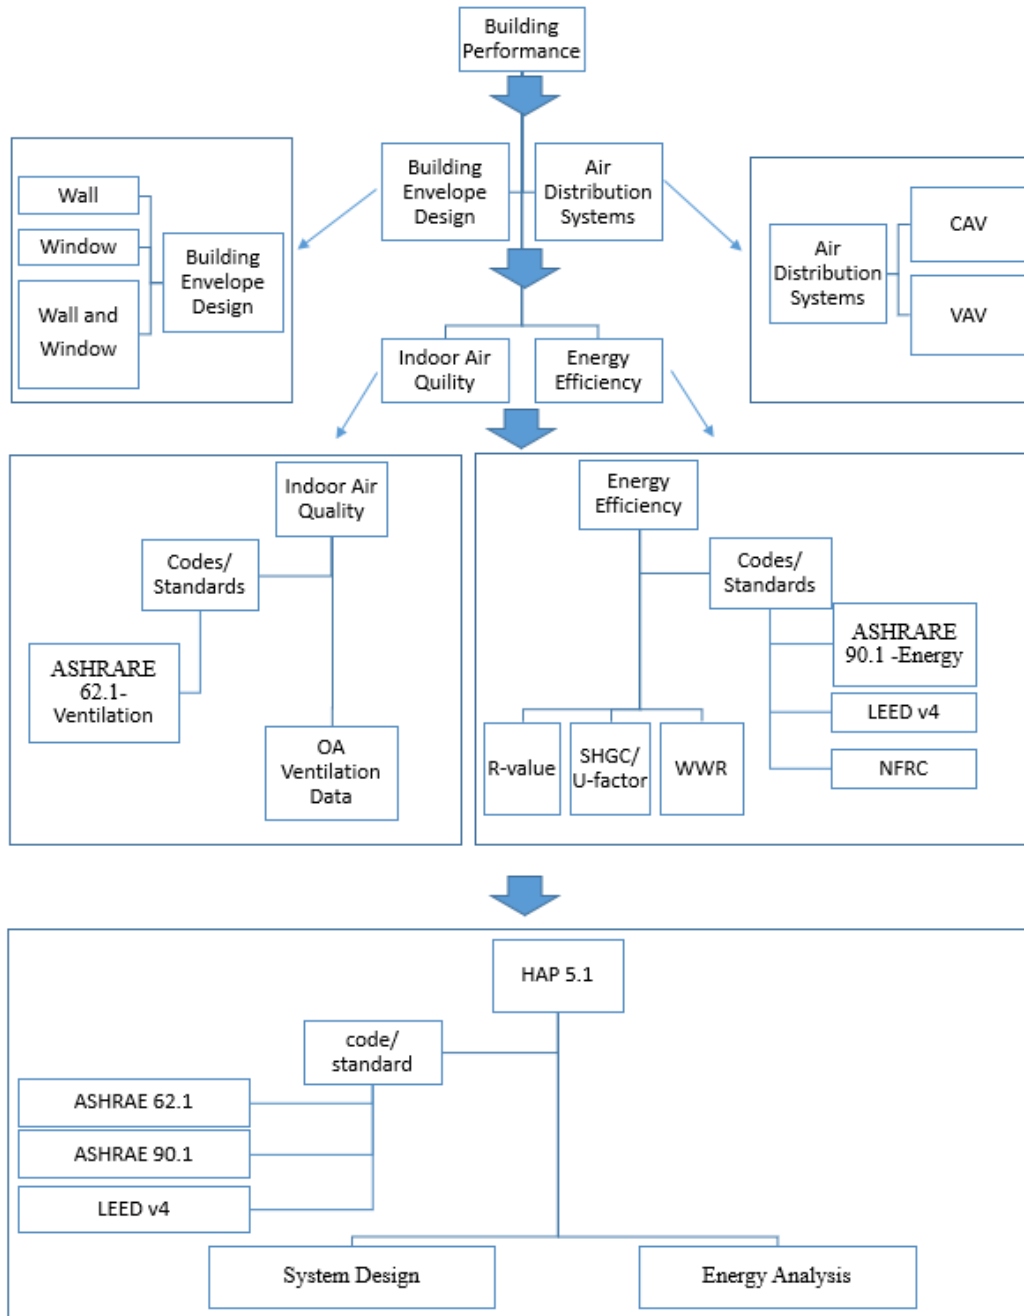 Building
Performance
Building
Envelope
Design
Air
Distribution
Systems
Wall
Window
Wall and
Window
Building
Envelope
Design
Air
Distribution
Systems
CAV
VAV
Indoor Air
Quility
Energy
Efficiency
Indoor Air
Quality
Codes/
Standards
ASHRARE
62.1-
Ventilation
OA
Ventilation
Data
Energy
Efficiency
Codes/
Standards
ASHRARE
90.1 -Energy
LEED v4
NFRC
R-value
SHGC/
U-factor
WWR
HAP 5.1
code/
standard
ASHRAE 62.1
ASHRAE 90.1
LEED v4
System Design
Energy Analysis